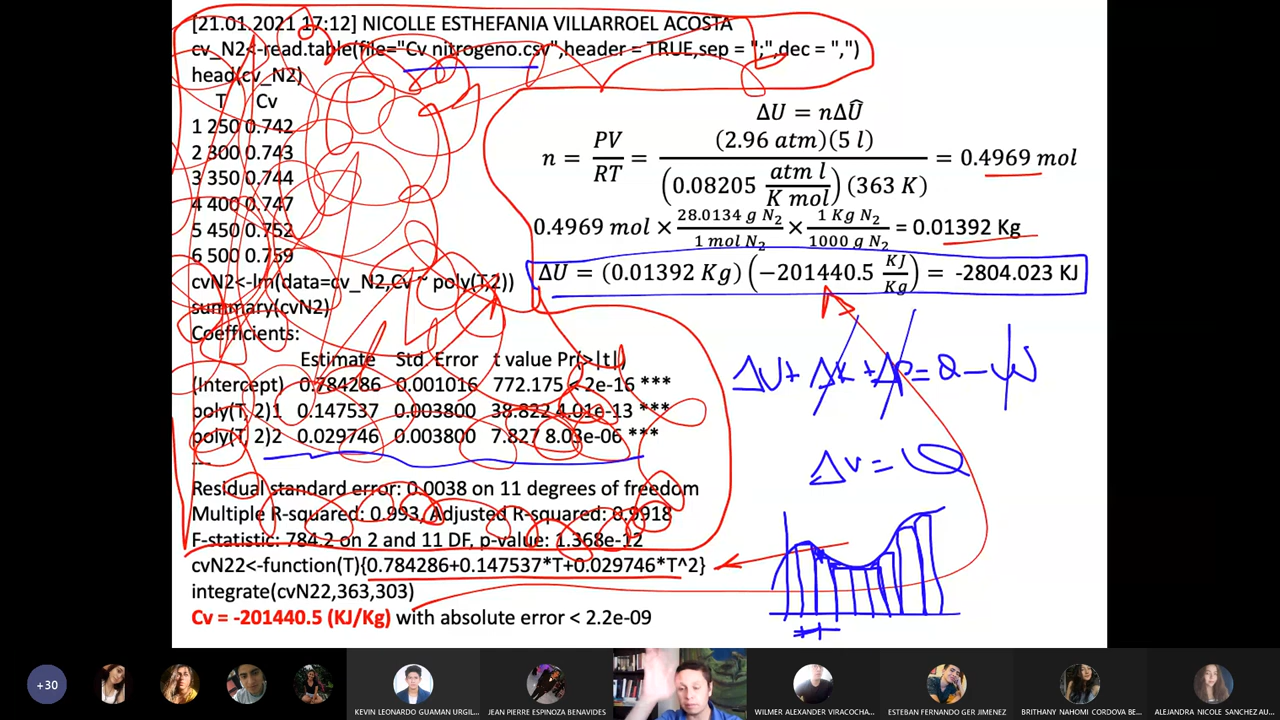 [21.01.2021 17:12] NICOLLE ESTHEFANIA VILLARROEL ACOSTA
cv_N2<-read.table(file="Cv nitrogeno.csv",header = TRUE,sep = ";",dec = ",")
head(cv_N2)
T Cv
1 250 0.742
2 300 0.743
3 350 0.744
4 400 0.747
5 450 0.752
6 500 0.759
cvN2<-lm(data=cv_N2,Cv ~ poly(T,2))
summary(cvN2)
Coefficients:
Estimate Std. Error t value Pr(>|t|)
(Intercept) 0.784286 0.001016 772.175 < 2e-16 ***
poly(T, 2)1 0.147537 0.003800 38.822 4.01e-13 ***
poly(T, 2)2 0.029746 0.003800 7.827 8.03e-06 ***
---
Residual standard error: 0.0038 on 11 degrees of freedom
Multiple R-squared: 0.993, Adjusted R-squared: 0.9918
F-statistic: 784.2 on 2 and 11 DF, p-value: 1.368e-12
cvN22<-function(T){0.784286+0.147537*T+0.029746*T^2}
integrate(cvN22,363,303)
Cv = -201440.5 (KJ/Kg) with absolute error < 2.2e-09
ΔU = nΔÛ
n = PV/RT = (2.96 atm)(5 l) / (0.08205 atm l/K mol)(363 K) = 0.4969 mol
0.4969 mol × 28.0134 g N₂/1 mol N₂ × 1 Kg N₂/1000 g N₂ = 0.01392 Kg
ΔU = (0.01392 Kg) (−201440.5 KJ/Kg) = -2804.023 KJ
ΔU + ΔK + ΔP = Q − W
ΔU = Q
+30
KEVIN LEONARDO GUAMAN URGIL...
JEAN PIERRE ESPINOZA BENAVIDES
WILMER ALEXANDER VIRACOCHA...
ESTEBAN FERNANDO GER JIMENEZ
BRITHANY NAHOMI CORDOVA BE...
ALEJANDRA NICOLE SANCHEZ AU...